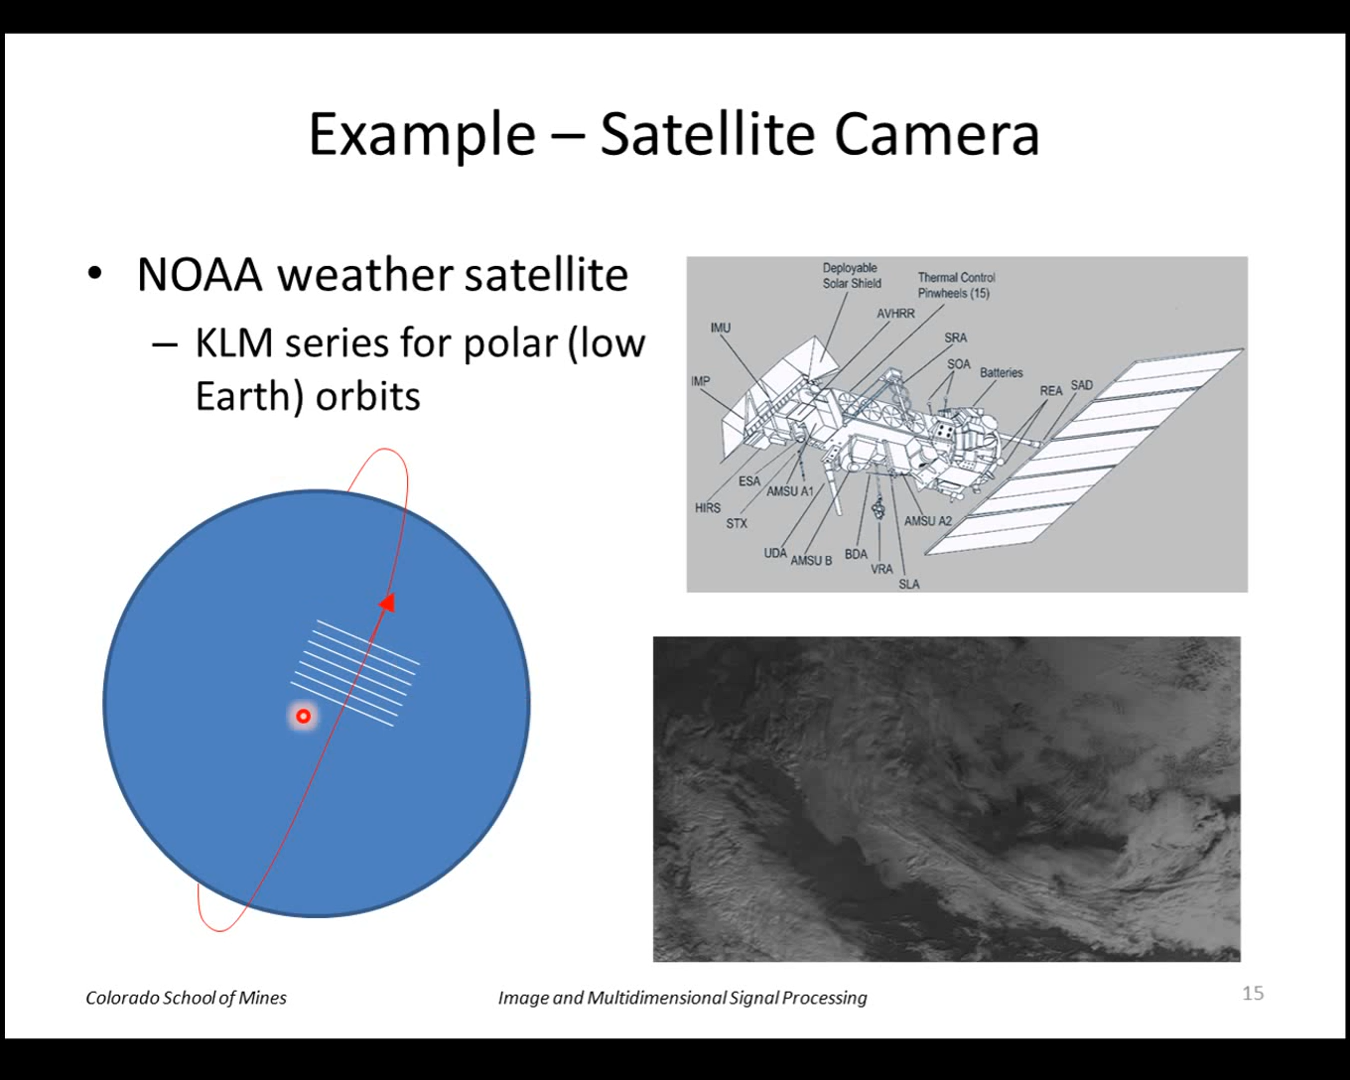 Example – Satellite Camera
• NOAA weather satellite
– KLM series for polar (low
Earth) orbits
Deployable
Solar Shield
Thermal Control
Pinwheels (15)
AVHRR
IMU
SRA
SOA
Batteries
IMP
REA
SAD
ESA
AMSU A1
HIRS
STX
AMSU A2
UDA
AMSU B
BDA
VRA
SLA
Colorado School of Mines
Image and Multidimensional Signal Processing
15